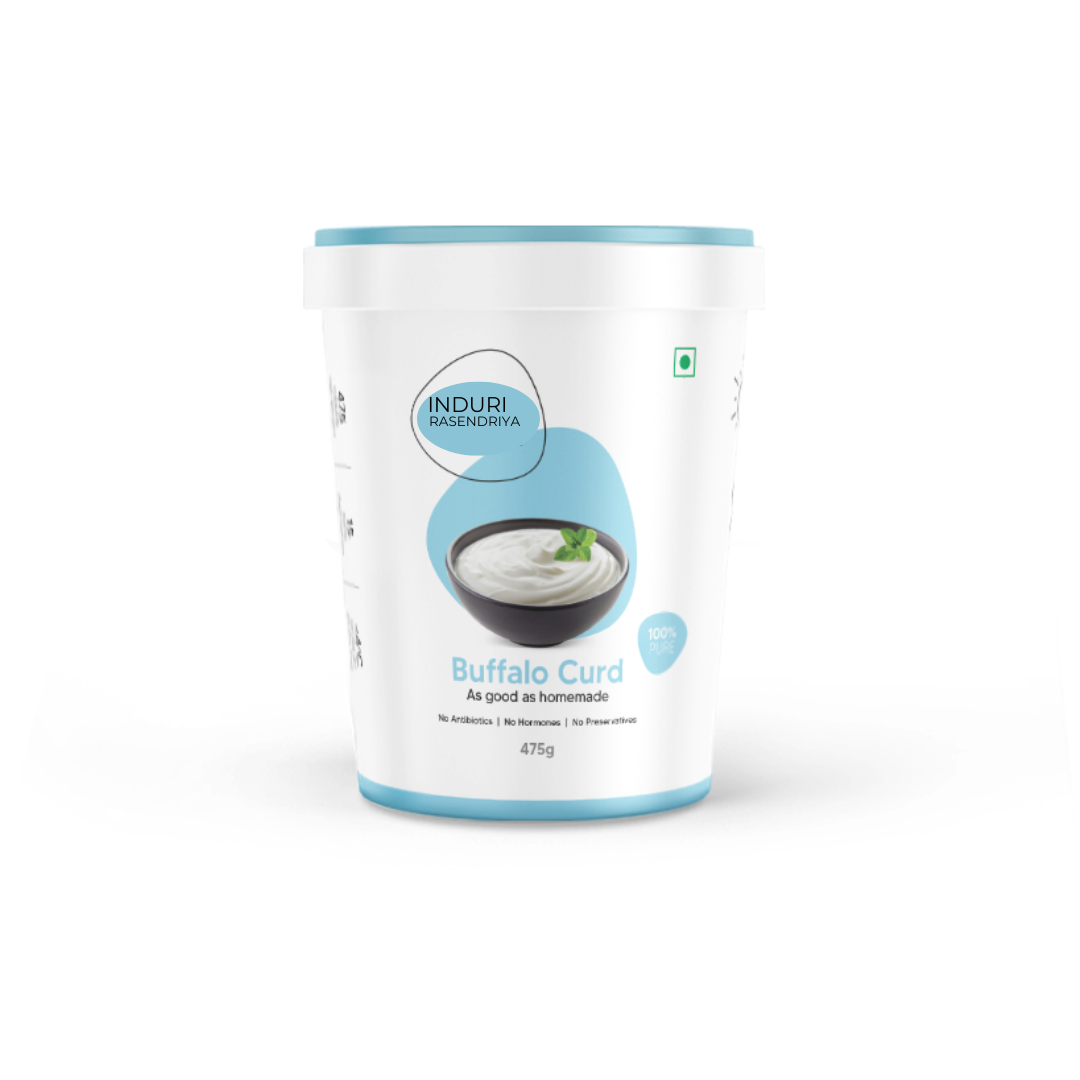 INDURI
RASENDRIYA
100%
PURE
Buffalo Curd
As good as homemade
No Antibiotics | No Hormones | No Preservatives
475g